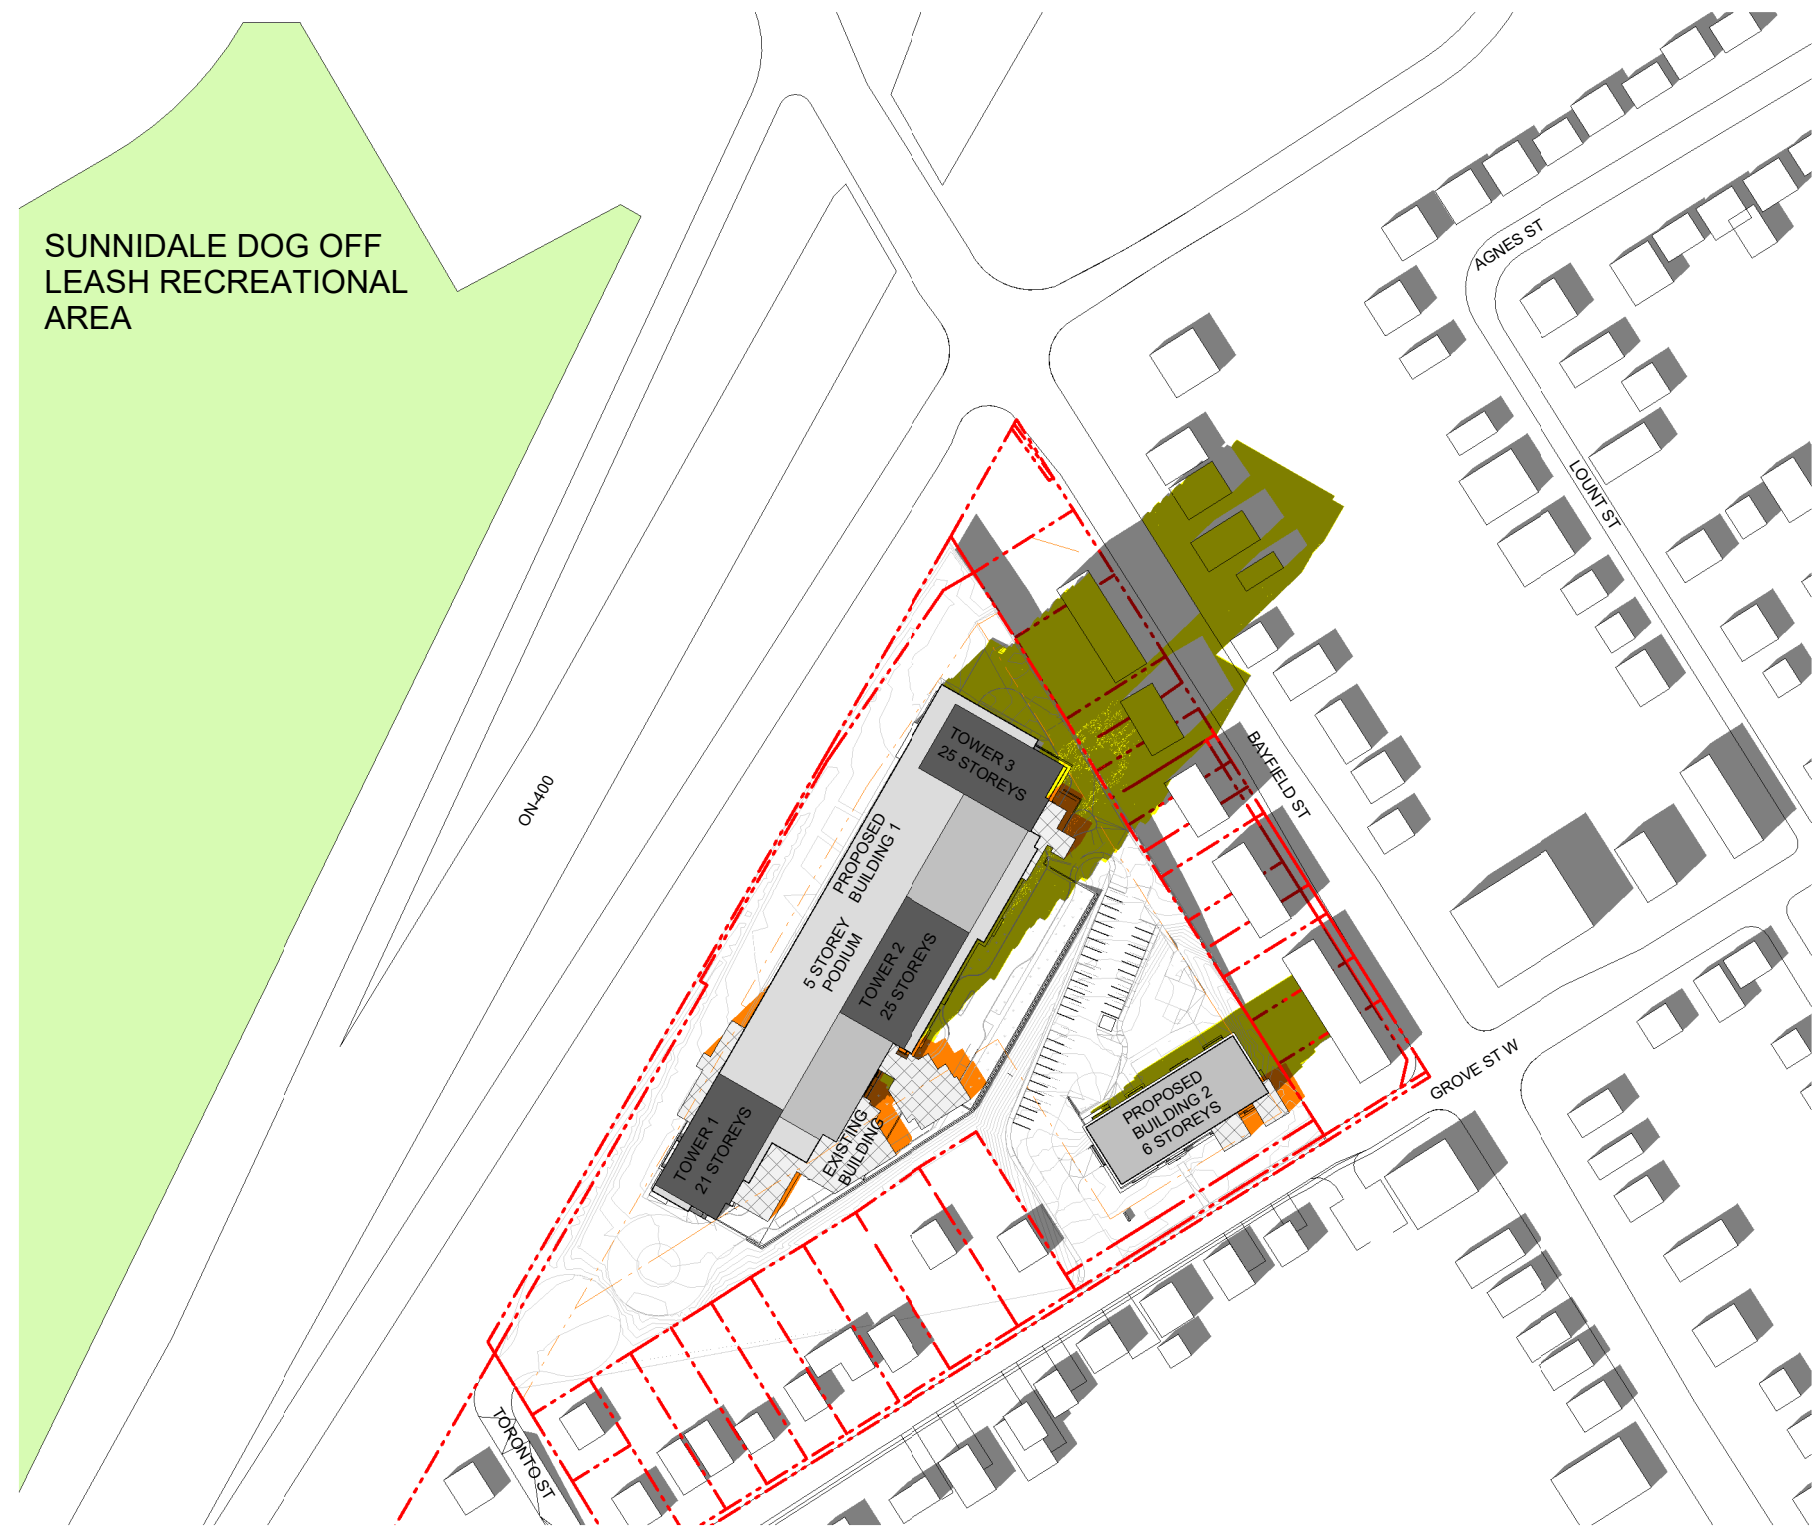 SUNNIDALE DOG OFF
LEASH RECREATIONAL
AREA
AGNES ST
LOUNT ST
BAYFIELD ST
GROVE ST W
TORONTO ST
ON-400
TOWER 3
25 STOREYS
PROPOSED
BUILDING 1
5 STOREY
PODIUM
TOWER 2
25 STOREYS
TOWER 1
21 STOREYS
EXISTING
BUILDING
PROPOSED
BUILDING 2
6 STOREYS